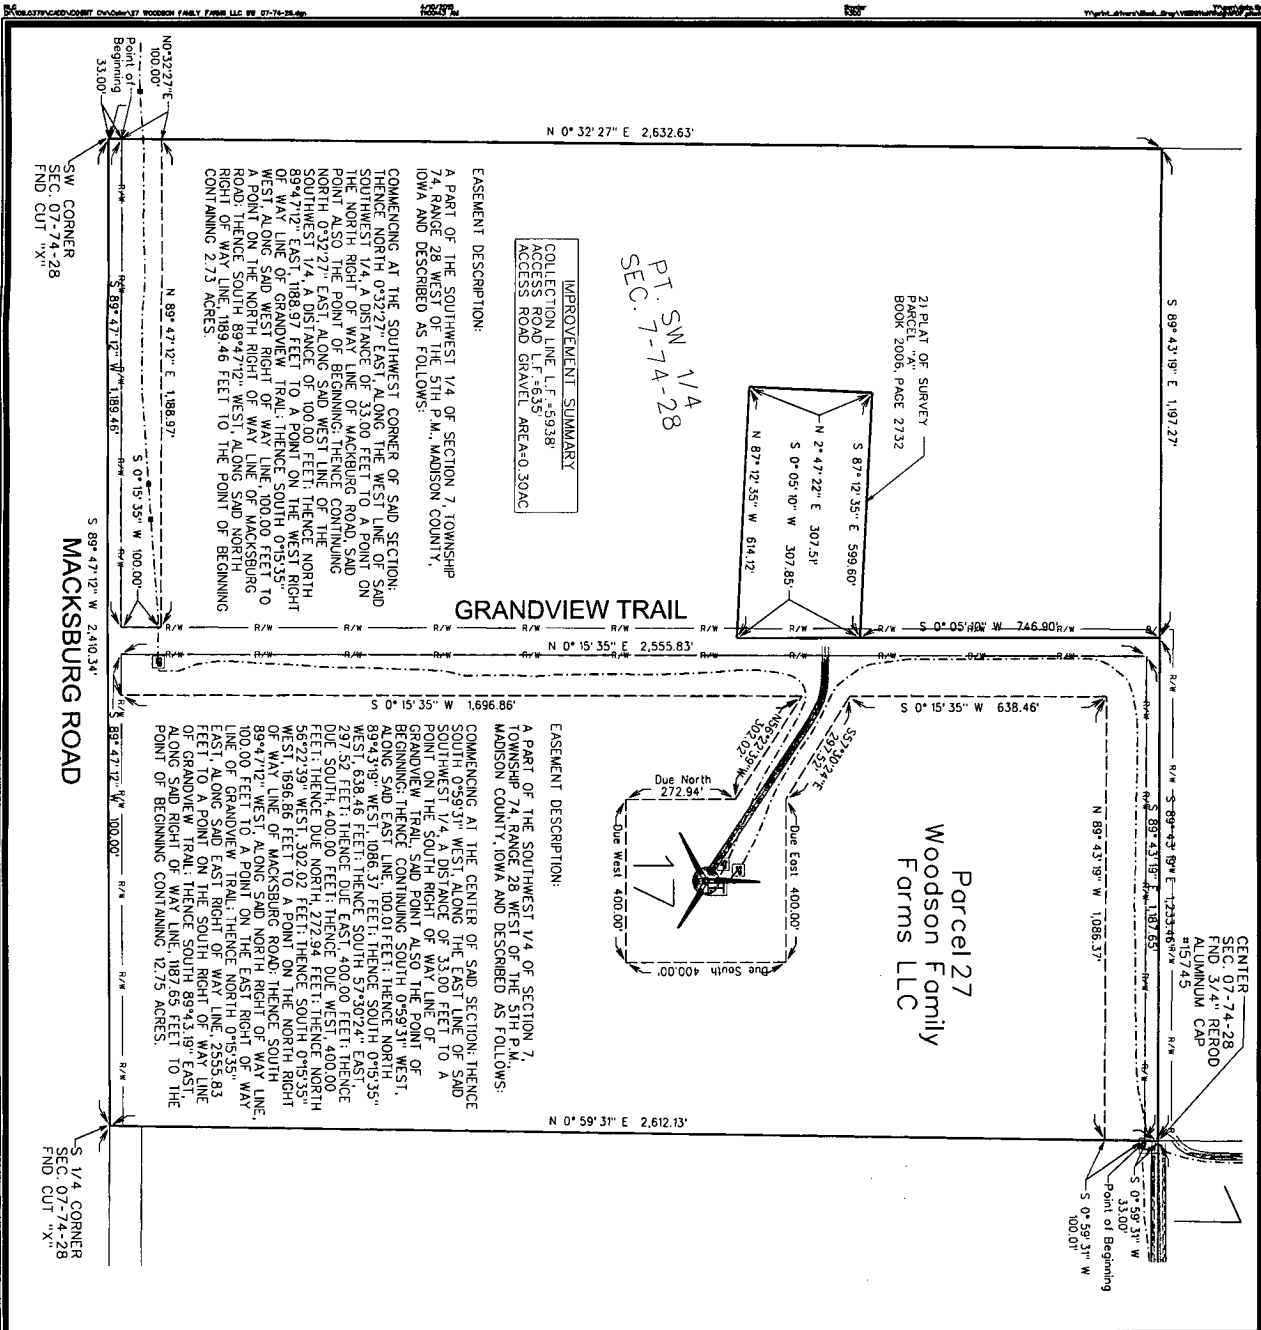 4/10/2015
N 0° 32' 27" E 2,632.63'
N0°32'27"E
100.00'
Point of
Beginning
33.00'
SW CORNER
SEC. 07-74-28
FND CUT "X"
S 89° 43' 19" E 1,197.27'
2) PLAT OF SURVEY
PARCEL "A"
BOOK 2006, PAGE 2732
PT. SW 1/4
SEC. 7-74-28
IMPROVEMENT SUMMARY
COLLECTION LINE L.F.=5938'
ACCESS ROAD L.F.=635'
ACCESS ROAD GRAVEL AREA=0.30AC
EASEMENT DESCRIPTION:
A PART OF THE SOUTHWEST 1/4 OF SECTION 7, TOWNSHIP
74, RANGE 28 WEST OF THE 5TH P.M., MADISON COUNTY,
IOWA AND DESCRIBED AS FOLLOWS:
COMMENCING AT THE SOUTHWEST CORNER OF SAID SECTION;
THENCE NORTH 0°32'27" EAST, ALONG THE WEST LINE OF SAID
SOUTHWEST 1/4, A DISTANCE OF 33.00 FEET TO A POINT ON
THE NORTH RIGHT OF WAY LINE OF MACKBURG ROAD, SAID
POINT ALSO THE POINT OF BEGINNING; THENCE CONTINUING
NORTH 0°32'27" EAST, ALONG SAID WEST LINE OF THE
SOUTHWEST 1/4, A DISTANCE OF 100.00 FEET; THENCE NORTH
89°47'12" EAST, 1188.97 FEET TO A POINT ON THE WEST RIGHT
OF WAY LINE OF GRANDVIEW TRAIL; THENCE SOUTH 0°15'35"
WEST, ALONG SAID WEST RIGHT OF WAY LINE, 100.00 FEET TO
A POINT ON THE NORTH RIGHT OF WAY LINE OF MACKSBURG
ROAD; THENCE SOUTH 89°47'12" WEST, ALONG SAID NORTH
RIGHT OF WAY LINE, 1189.46 FEET TO THE POINT OF BEGINNING
CONTAINING 2.73 ACRES.
S 87° 12' 35" E 599.60'
N 2° 47' 22" E 307.51'
S 0° 05' 10" W 307.85'
N 87° 12' 35" W 614.12'
N 89° 47' 12" E 1,188.97'
S 0° 15' 35" W 100.00'
S 89° 47' 12" W 1,189.46'
S 89° 47' 12" W 2,410.34'
MACKSBURG ROAD
GRANDVIEW TRAIL
R/W R/W R/W R/W R/W R/W
S 0° 05' 10" W 746.90'
N 0° 15' 35" E 2,555.83'
S 0° 15' 35" W 1,696.86'
S 0° 15' 35" W 638.46'
N56°22'39"W
302.02'
S57°30'24"E
297.52'
Due North
272.94'
Due East 400.00'
Due West 400.00'
Due South
400.00'
17
Parcel 27
Woodson Family
Farms LLC
N 89° 43' 19" W 1,086.37'
S 89° 43' 19" E 1,187.65'
S 89° 43' 19" E 1,233.46'
CENTER
SEC. 07-74-28
FND 3/4" REROD
ALUMINUM CAP
#15745
EASEMENT DESCRIPTION:
A PART OF THE SOUTHWEST 1/4 OF SECTION 7,
TOWNSHIP 74, RANGE 28 WEST OF THE 5TH P.M.,
MADISON COUNTY, IOWA AND DESCRIBED AS FOLLOWS:
COMMENCING AT THE CENTER OF SAID SECTION; THENCE
SOUTH 0°59'31" WEST, ALONG THE EAST LINE OF SAID
SOUTHWEST 1/4, A DISTANCE OF 33.00 FEET TO A
POINT ON THE SOUTH RIGHT OF WAY LINE OF
GRANDVIEW TRAIL, SAID POINT ALSO THE POINT OF
BEGINNING; THENCE CONTINUING SOUTH 0°59'31" WEST,
ALONG SAID EAST LINE, 100.01 FEET; THENCE NORTH
89°43'19" WEST, 1086.37 FEET; THENCE SOUTH 0°15'35"
WEST, 638.46 FEET; THENCE SOUTH 57°30'24" EAST,
297.52 FEET; THENCE DUE EAST, 400.00 FEET; THENCE
DUE SOUTH, 400.00 FEET; THENCE DUE WEST, 400.00
FEET; THENCE DUE NORTH, 272.94 FEET; THENCE NORTH
56°22'39" WEST, 302.02 FEET; THENCE SOUTH 0°15'35"
WEST, 1696.86 FEET TO A POINT ON THE NORTH RIGHT
OF WAY LINE OF MACKSBURG ROAD; THENCE SOUTH
89°47'12" WEST, ALONG SAID NORTH RIGHT OF WAY LINE,
100.00 FEET TO A POINT ON THE EAST RIGHT OF WAY
LINE OF GRANDVIEW TRAIL; THENCE NORTH 0°15'35"
EAST, ALONG SAID EAST RIGHT OF WAY LINE, 2555.83
FEET TO A POINT ON THE SOUTH RIGHT OF WAY LINE
OF GRANDVIEW TRAIL; THENCE SOUTH 89°43'19" EAST,
ALONG SAID RIGHT OF WAY LINE, 1187.65 FEET TO THE
POINT OF BEGINNING CONTAINING 12.75 ACRES.
S 89° 47' 12" W 100.00'
N 0° 59' 31" E 2,612.13'
S 1/4 CORNER
SEC. 07-74-28
FND CUT "X"
S 0° 59' 31" W
33.00'
Point of Beginning
S 0° 59' 31" W
100.01'